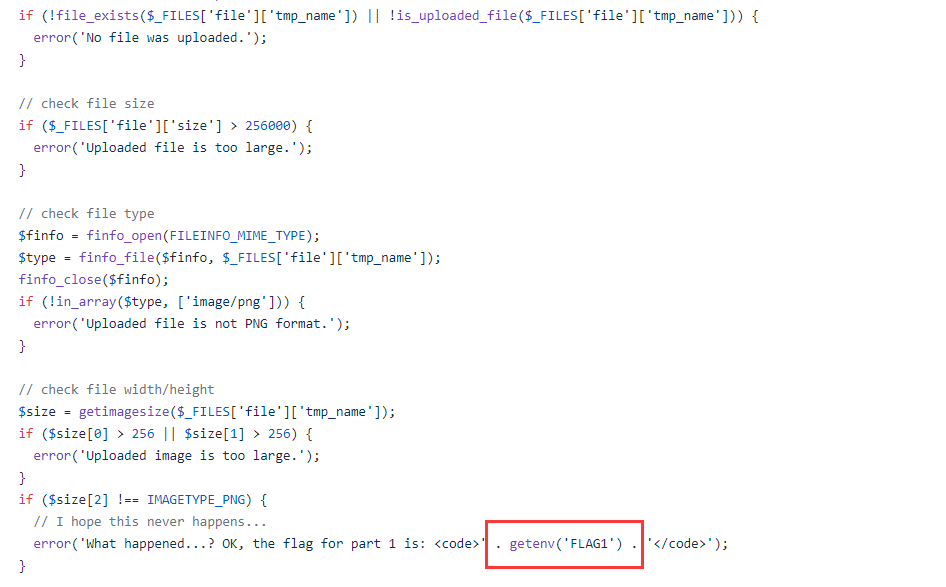 if (!file_exists($_FILES['file']['tmp_name']) || !is_uploaded_file($_FILES['file']['tmp_name'])) {
error('No file was uploaded.');
}
// check file size
if ($_FILES['file']['size'] > 256000) {
error('Uploaded file is too large.');
}
// check file type
$finfo = finfo_open(FILEINFO_MIME_TYPE);
$type = finfo_file($finfo, $_FILES['file']['tmp_name']);
finfo_close($finfo);
if (!in_array($type, ['image/png'])) {
error('Uploaded file is not PNG format.');
}
// check file width/height
$size = getimagesize($_FILES['file']['tmp_name']);
if ($size[0] > 256 || $size[1] > 256) {
error('Uploaded image is too large.');
}
if ($size[2] !== IMAGETYPE_PNG) {
// I hope this never happens...
error('What happened...? OK, the flag for part 1 is: <code>' . getenv('FLAG1') . '</code>');
}